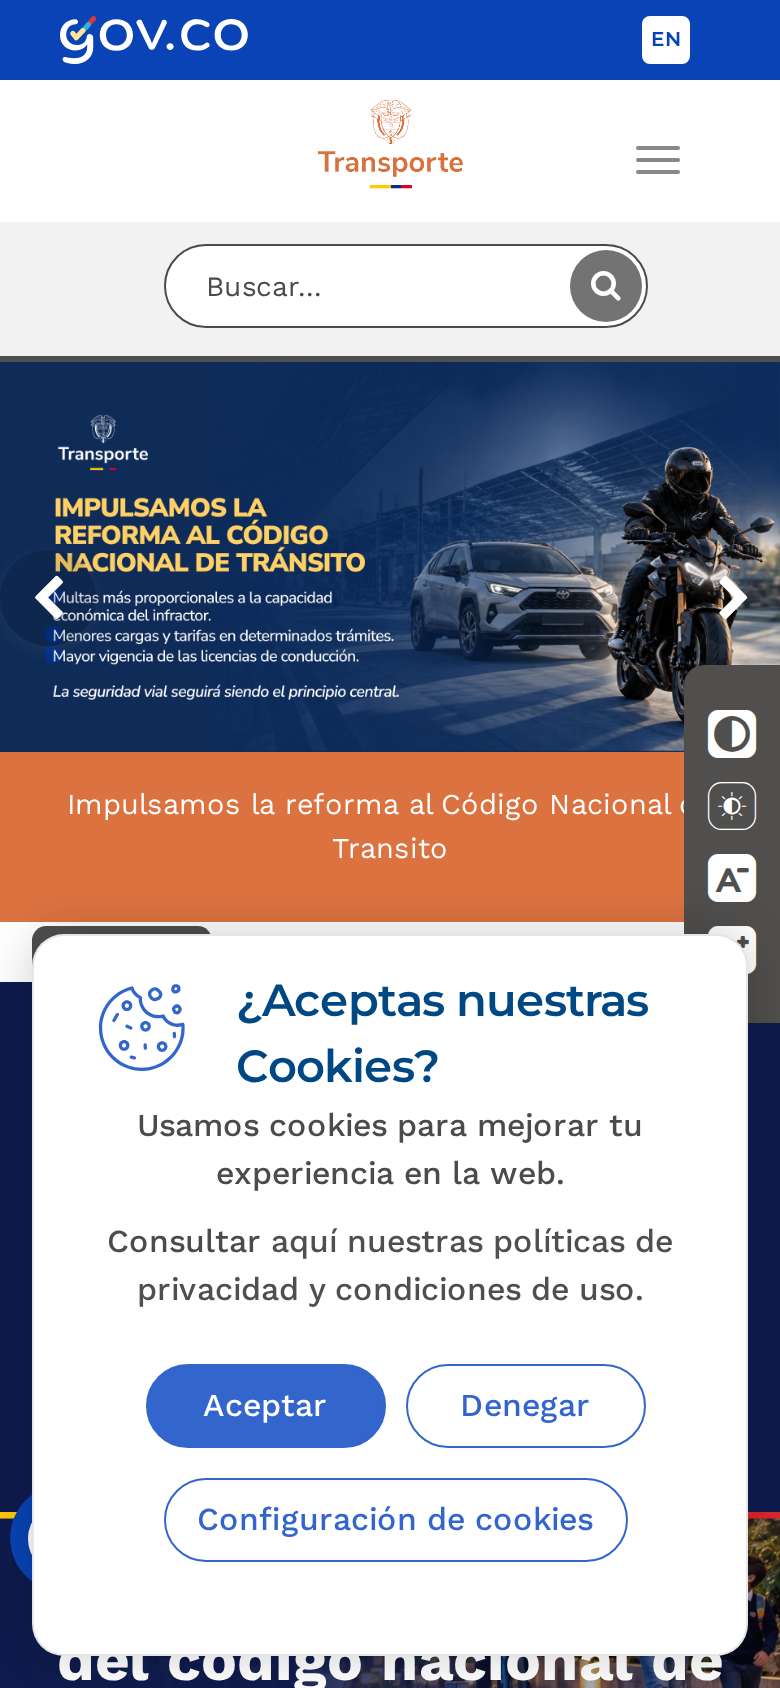 GOV.CO
EN
Transporte
Buscar...
Transporte
IMPULSAMOS LA
REFORMA AL CÓDIGO
NACIONAL DE TRÁNSITO
Multas más proporcionales a la capacidad
económica del infractor.
Menores cargas y tarifas en determinados trámites.
Mayor vigencia de las licencias de conducción.
La seguridad vial seguirá siendo el principio central.
Impulsamos la reforma al Código Nacional
Transito
A-
+
¿Aceptas nuestras
Cookies?
Usamos cookies para mejorar tu
experiencia en la web.
Consultar aquí nuestras políticas de
privacidad y condiciones de uso.
Aceptar
Denegar
Configuración de cookies
del código nacional de